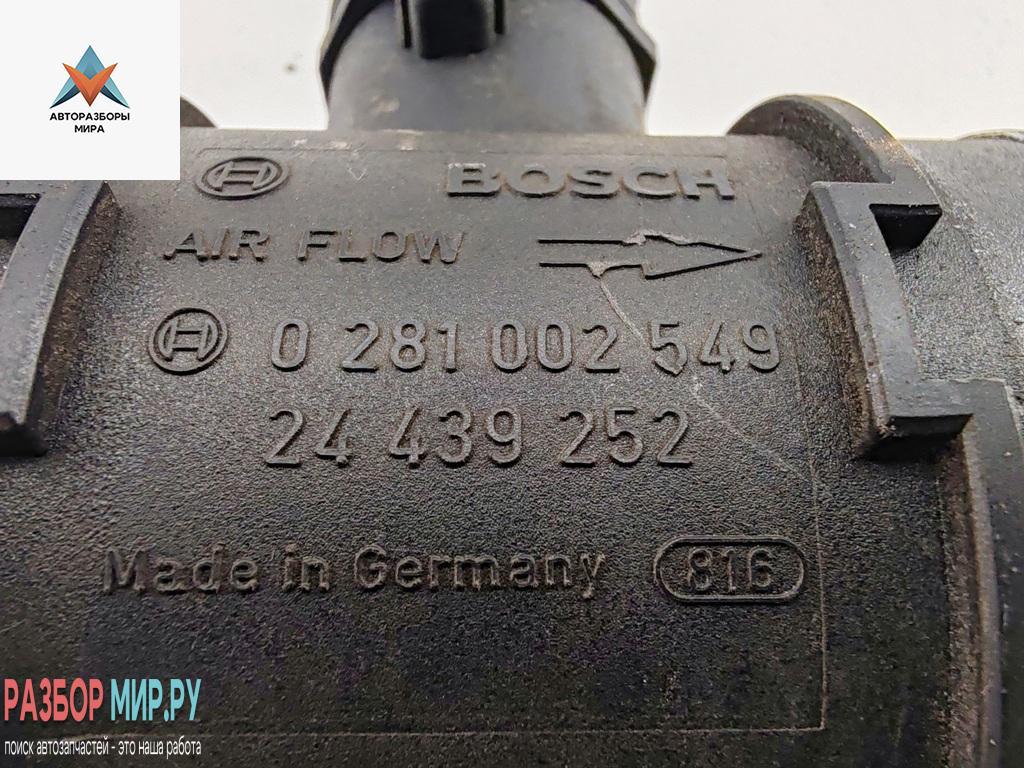 АВТОРАЗБОРЫ
МИРА
BOSCH
AIR FLOW
0 281 002 549
24 439 252
Made in Germany 816
РАЗБОР МИР.РУ
поиск автозапчастей - это наша работа